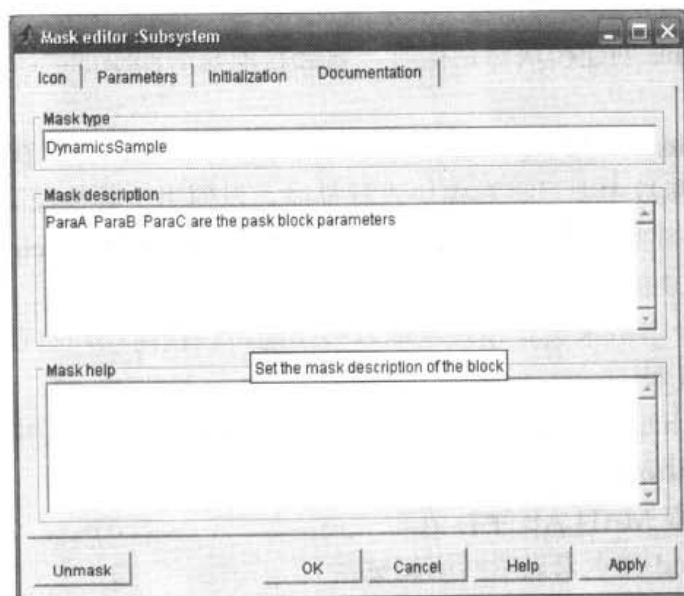 Mask editor :Subsystem
Icon Parameters Initialization Documentation
Mask type
DynamicsSample
Mask description
ParaA ParaB ParaC are the pask block parameters
Mask help
Set the mask description of the block
Unmask OK Cancel Help Apply